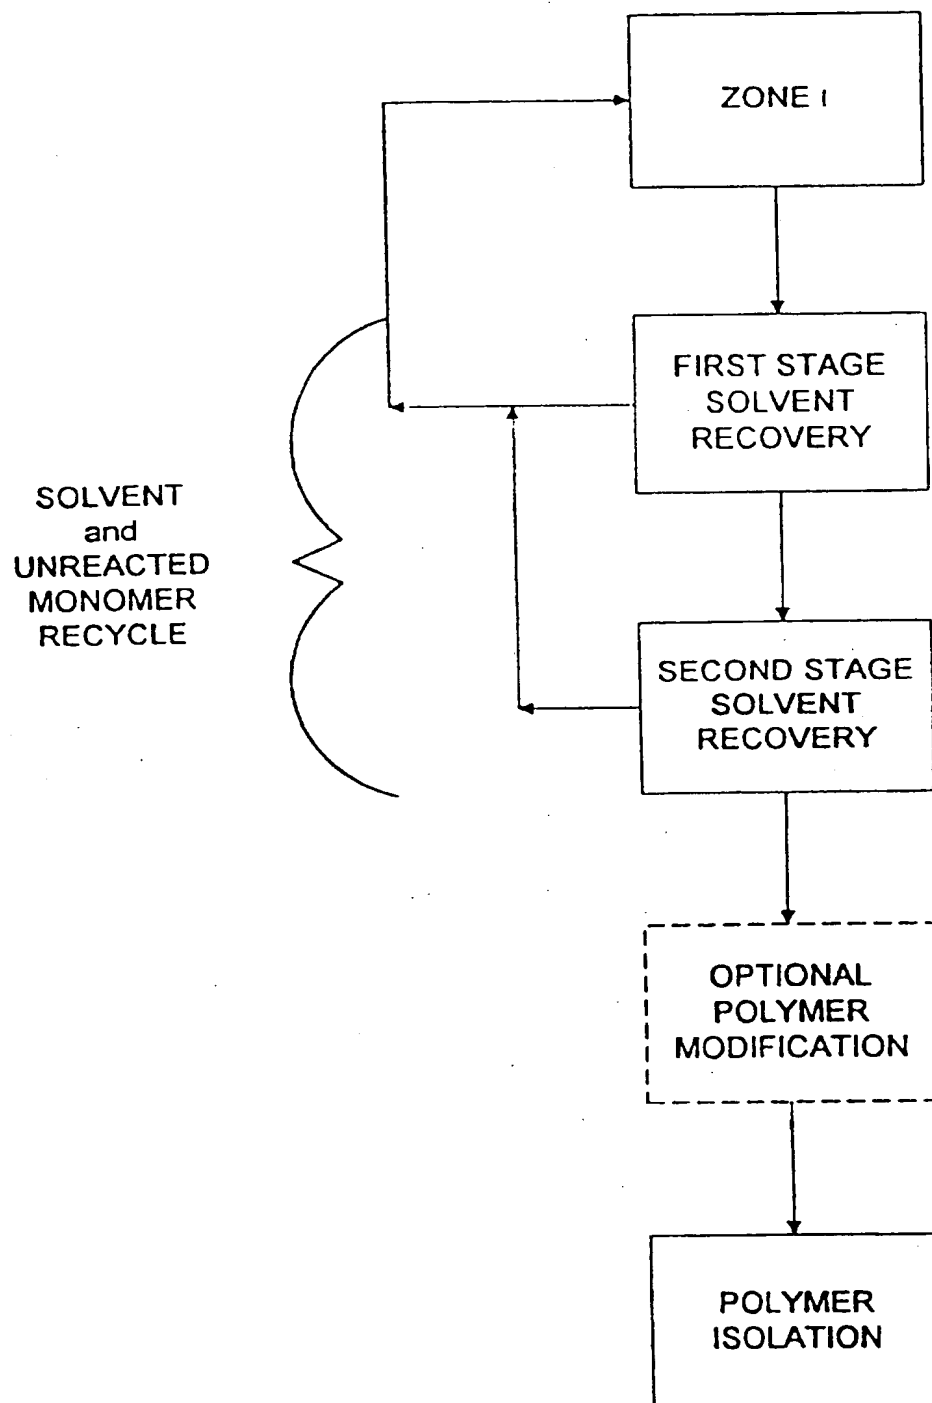 ZONE I
FIRST STAGE
SOLVENT
RECOVERY
SOLVENT
and
UNREACTED
MONOMER
RECYCLE
SECOND STAGE
SOLVENT
RECOVERY
OPTIONAL
POLYMER
MODIFICATION
POLYMER
ISOLATION